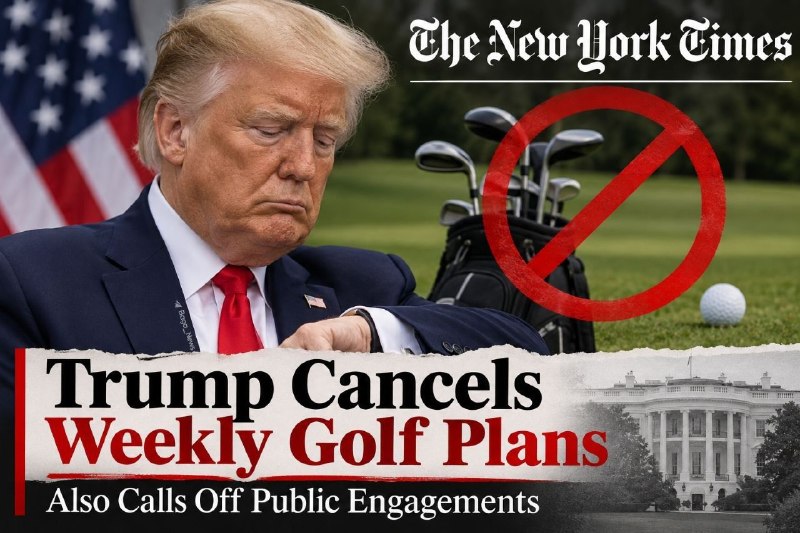 The New York Times
Trump Cancels
Weekly Golf Plans
Also Calls Off Public Engagements